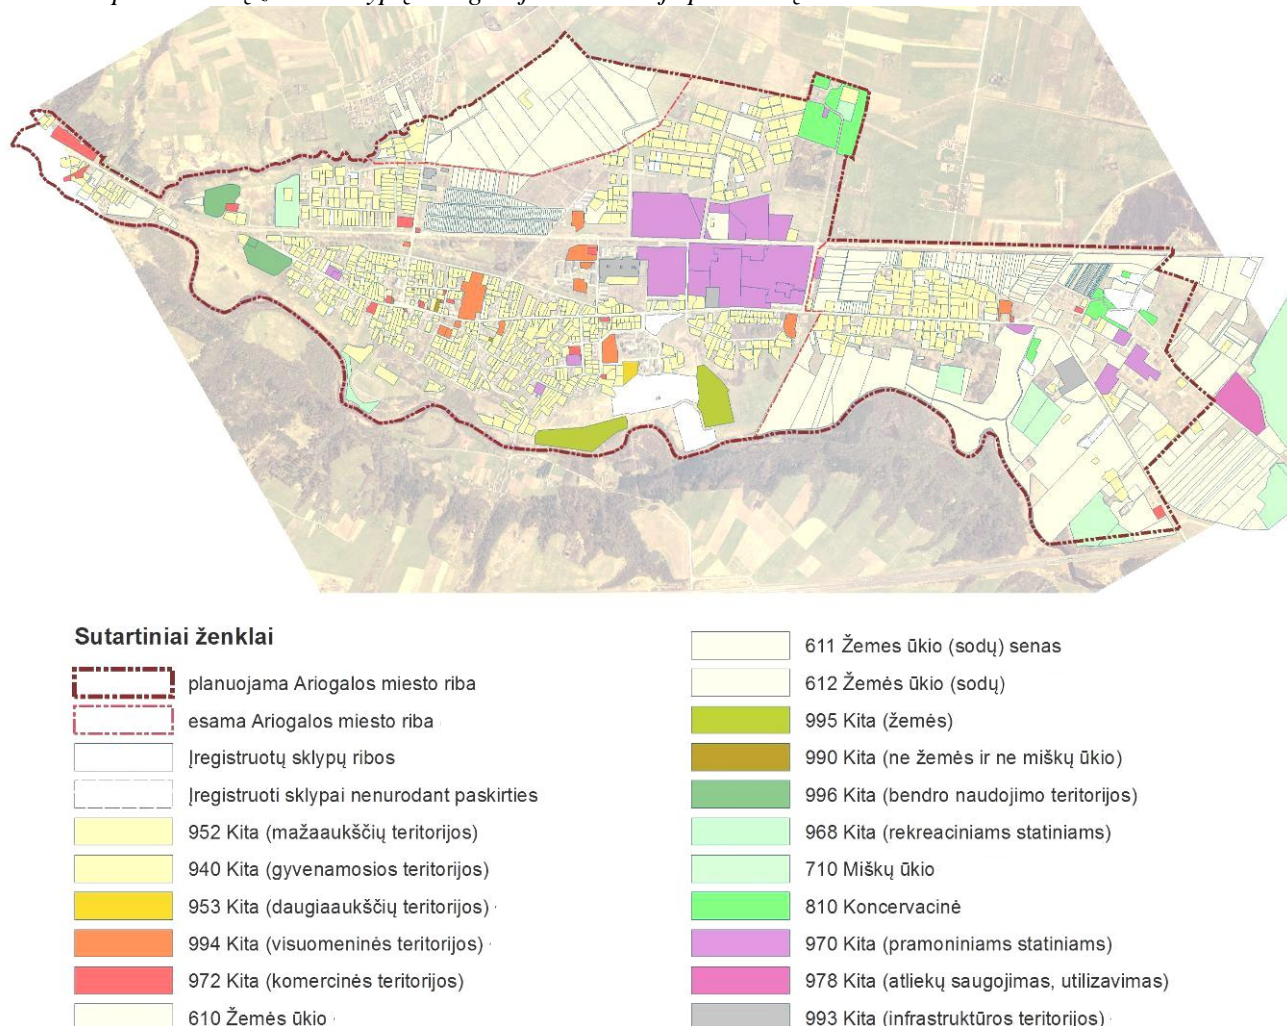 Sutartiniai ženklai
planuojama Ariogalos miesto riba
esama Ariogalos miesto riba
Įregistruotų sklypų ribos
Įregistruoti sklypai nenurodant paskirties
952 Kita (mažaaukščių teritorijos)
940 Kita (gyvenamosios teritorijos)
953 Kita (daugiaaukščių teritorijos)
994 Kita (visuomeninės teritorijos)
972 Kita (komercinės teritorijos)
610 Žemės ūkio
611 Žemes ūkio (sodų) senas
612 Žemės ūkio (sodų)
995 Kita (žemės)
990 Kita (ne žemės ir ne miškų ūkio)
996 Kita (bendro naudojimo teritorijos)
968 Kita (rekreaciniams statiniams)
710 Miškų ūkio
810 Koncervacinė
970 Kita (pramoniniams statiniams)
978 Kita (atliekų saugojimas, utilizavimas)
993 Kita (infrastruktūros teritorijos)